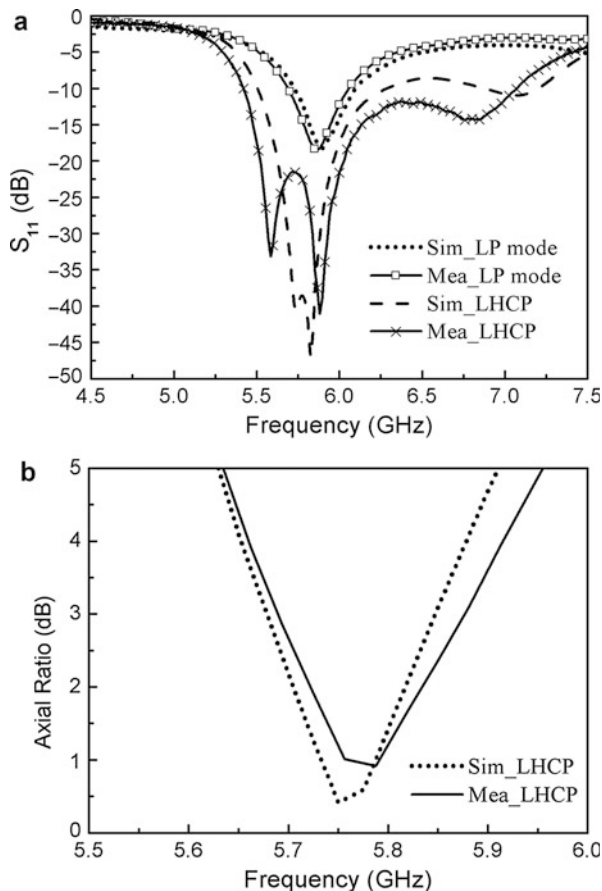 a
0
–5
–10
–15
–20
–25
–30
–35
–40
–45
–50
S11 (dB)
Sim_LP mode
Mea_LP mode
Sim_LHCP
Mea_LHCP
4.5 5.0 5.5 6.0 6.5 7.0 7.5
Frequency (GHz)
b
5
4
3
2
1
0
Axial Ratio (dB)
Sim_LHCP
Mea_LHCP
5.5 5.6 5.7 5.8 5.9 6.0
Frequency (GHz)